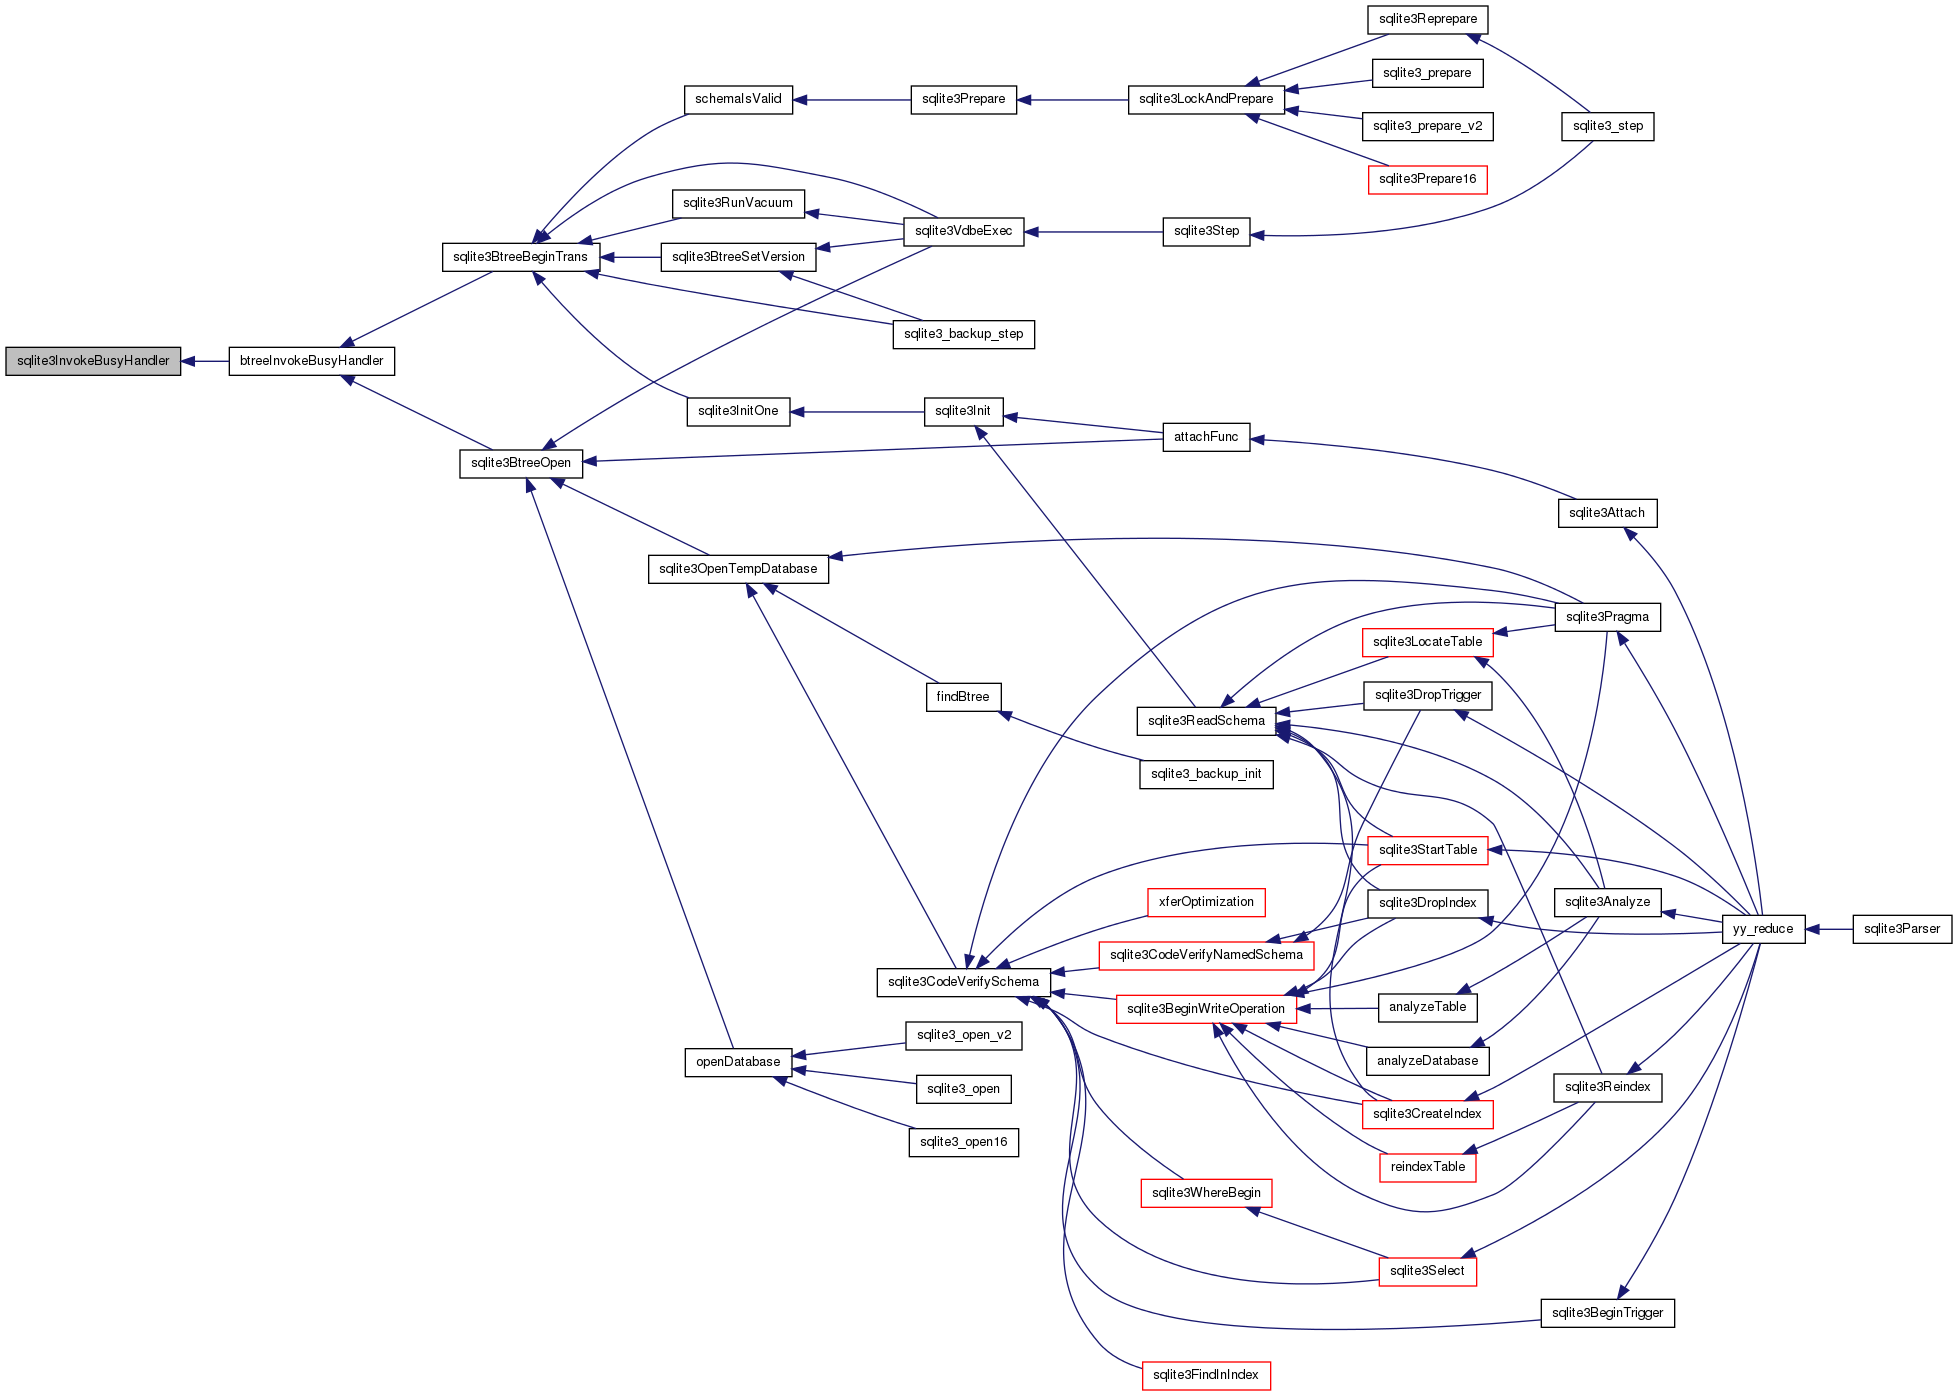 sqlite3Reprepare
sqlite3_prepare
schemaIsValid
sqlite3Prepare
sqlite3LockAndPrepare
sqlite3_prepare_v2
sqlite3_step
sqlite3Prepare16
sqlite3RunVacuum
sqlite3VdbeExec
sqlite3Step
sqlite3BtreeBeginTrans
sqlite3BtreeSetVersion
sqlite3_backup_step
sqlite3InvokeBusyHandler
btreeInvokeBusyHandler
sqlite3InitOne
sqlite3Init
attachFunc
sqlite3BtreeOpen
sqlite3Attach
sqlite3OpenTempDatabase
sqlite3Pragma
sqlite3LocateTable
findBtree
sqlite3DropTrigger
sqlite3ReadSchema
sqlite3_backup_init
sqlite3StartTable
xferOptimization
sqlite3DropIndex
sqlite3Analyze
yy_reduce
sqlite3Parser
sqlite3CodeVerifyNamedSchema
sqlite3CodeVerifySchema
sqlite3BeginWriteOperation
analyzeTable
sqlite3_open_v2
openDatabase
analyzeDatabase
sqlite3_open
sqlite3Reindex
sqlite3CreateIndex
sqlite3_open16
reindexTable
sqlite3WhereBegin
sqlite3Select
sqlite3BeginTrigger
sqlite3FindInIndex